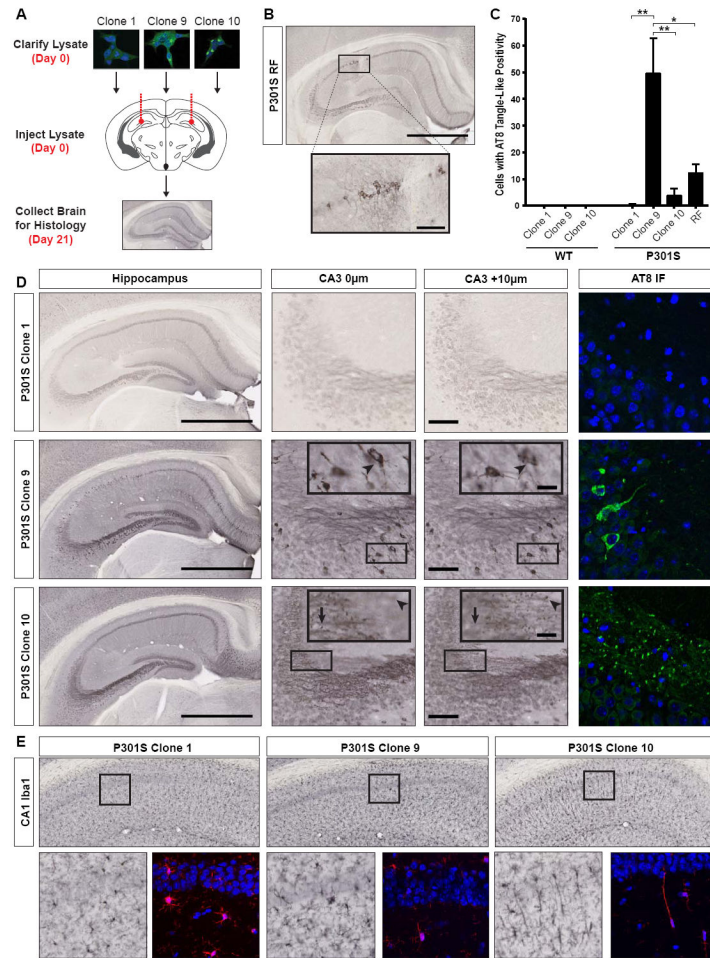 A
Clone 1 Clone 9 Clone 10
Clarify Lysate
(Day 0)
Inject Lysate
(Day 0)
Collect Brain
for Histology
(Day 21)
B
P301S RF
C
Cells with AT8 Tangle-Like Positivity
70
60
50
40
30
20
10
0
**
*
**
Clone 1
Clone 9
Clone 10
Clone 1
Clone 9
Clone 10
RF
WT
P301S
D
Hippocampus
CA3 0µm
CA3 +10µm
AT8 IF
P301S Clone 1
P301S Clone 9
P301S Clone 10
E
P301S Clone 1
P301S Clone 9
P301S Clone 10
CA1 Iba1